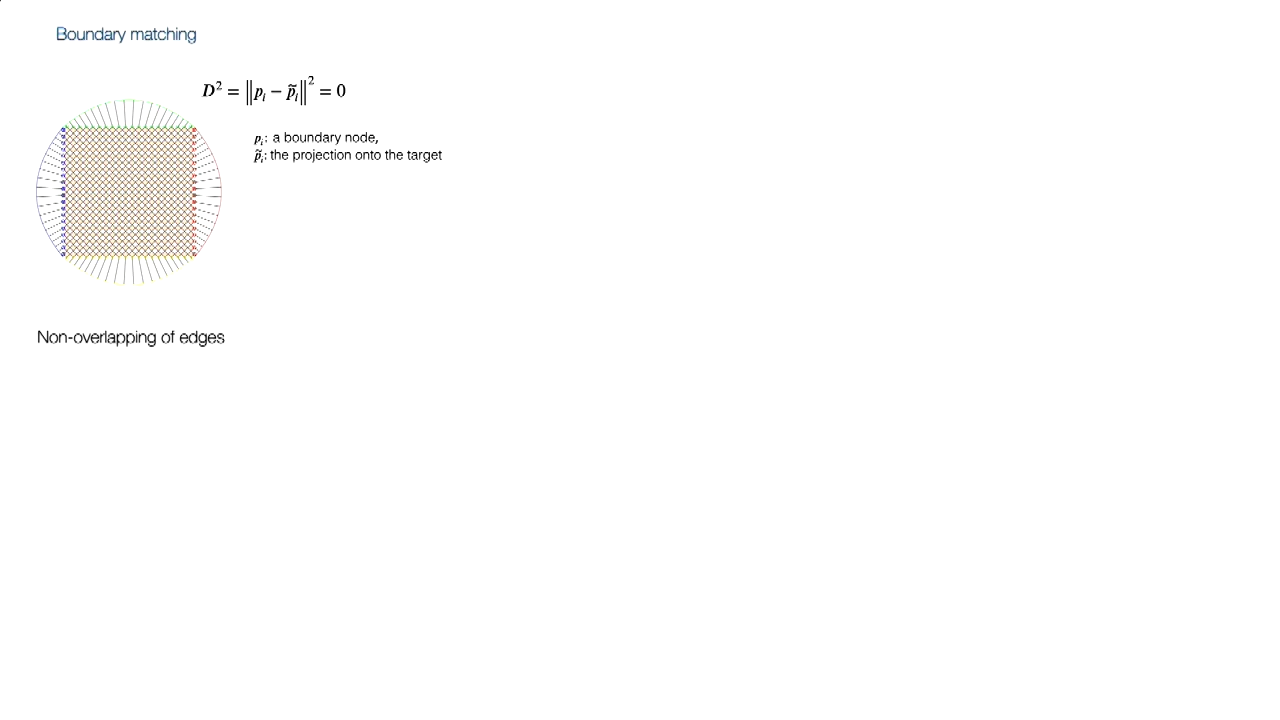 Boundary matching
D² = ‖pᵢ − p̃ᵢ‖² = 0
pᵢ: a boundary node,
p̃ᵢ: the projection onto the target
Non-overlapping of edges